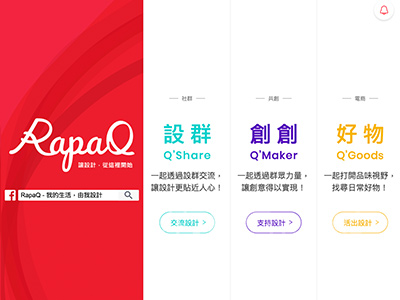 RapaQ
讓設計，從這裡開始
RapaQ - 我的生活，由我設計
社群
設群
Q'Share
一起透過設群交流，
讓設計更貼近人心！
交流設計 >
共創
創創
Q'Maker
一起透過群眾力量，
讓創意得以實現！
支持設計 >
電商
好物
Q'Goods
一起打開品味視野，
找尋日常好物！
活出設計 >